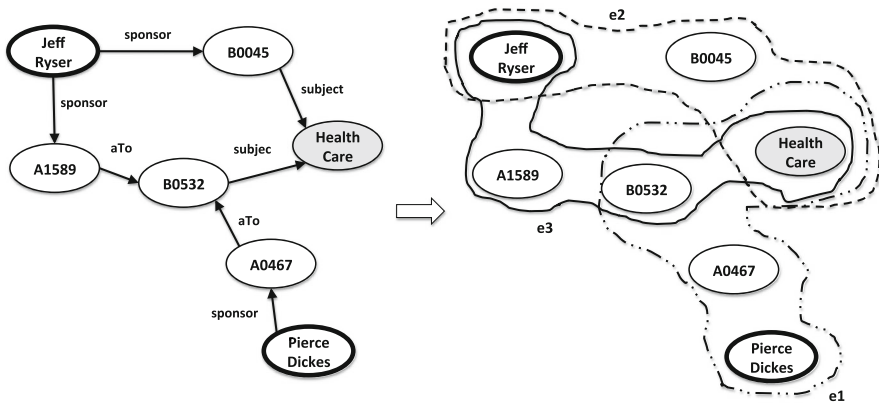 Jeff
Ryser
sponsor
B0045
sponsor
subject
Health
Care
A1589
aTo
B0532
subjec
aTo
A0467
sponsor
Pierce
Dickes
e2
Jeff
Ryser
B0045
Health
Care
A1589
B0532
e3
A0467
Pierce
Dickes
e1